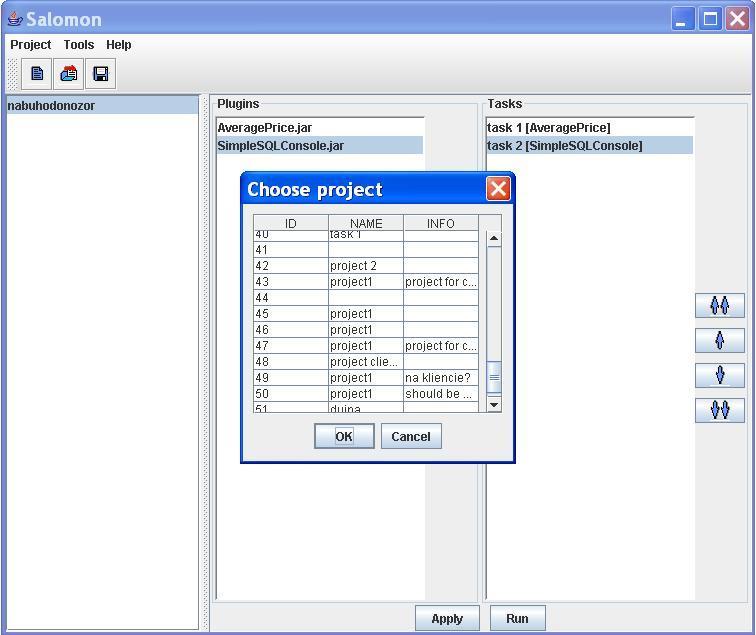 Salomon
Project Tools Help
nabuhodonozor
Plugins
AveragePrice.jar
SimpleSQLConsole.jar
Tasks
task 1 [AveragePrice]
task 2 [SimpleSQLConsole]
Choose project
ID NAME INFO
40 task 1
41
42 project 2
43 project1 project for c...
44
45 project1
46 project1
47 project1 project for c...
48 project clie...
49 project1 na kliencie?
50 project1 should be ...
51 dujna
OK Cancel
Apply Run